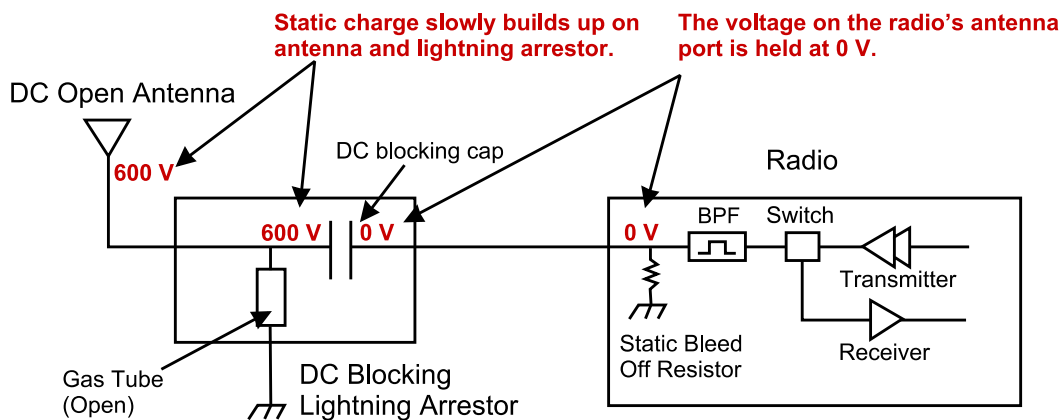 Static charge slowly builds up on
antenna and lightning arrestor.
The voltage on the radio's antenna
port is held at 0 V.
DC Open Antenna
600 V
DC blocking cap
Radio
600 V
0 V
0 V
BPF
Switch
Transmitter
Receiver
Static Bleed
Off Resistor
Gas Tube
(Open)
DC Blocking
Lightning Arrestor